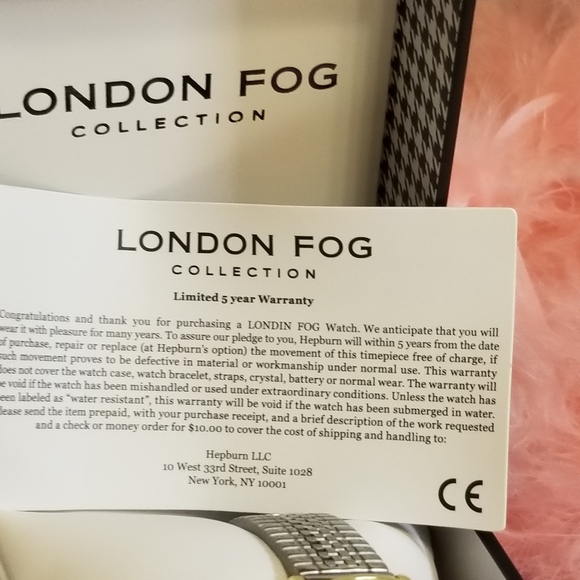 LONDON FOG
COLLECTION
LONDON FOG
COLLECTION
Limited 5 year Warranty
Congratulations and thank you for purchasing a LONDIN FOG Watch. We anticipate that you will
wear it with pleasure for many years. To assure our pledge to you, Hepburn will within 5 years from the date
of purchase, repair or replace (at Hepburn's option) the movement of this timepiece free of charge, if
such movement proves to be defective in material or workmanship under normal use. This warranty
does not cover the watch case, watch bracelet, straps, crystal, battery or normal wear. The warranty will
be void if the watch has been mishandled or used under extraordinary conditions. Unless the watch has
been labeled as "water resistant", this warranty will be void if the watch has been submerged in water.
Please send the item prepaid, with your purchase receipt, and a brief description of the work requested
and a check or money order for $10.00 to cover the cost of shipping and handling to:
Hepburn LLC
10 West 33rd Street, Suite 1028
New York, NY 10001
CE